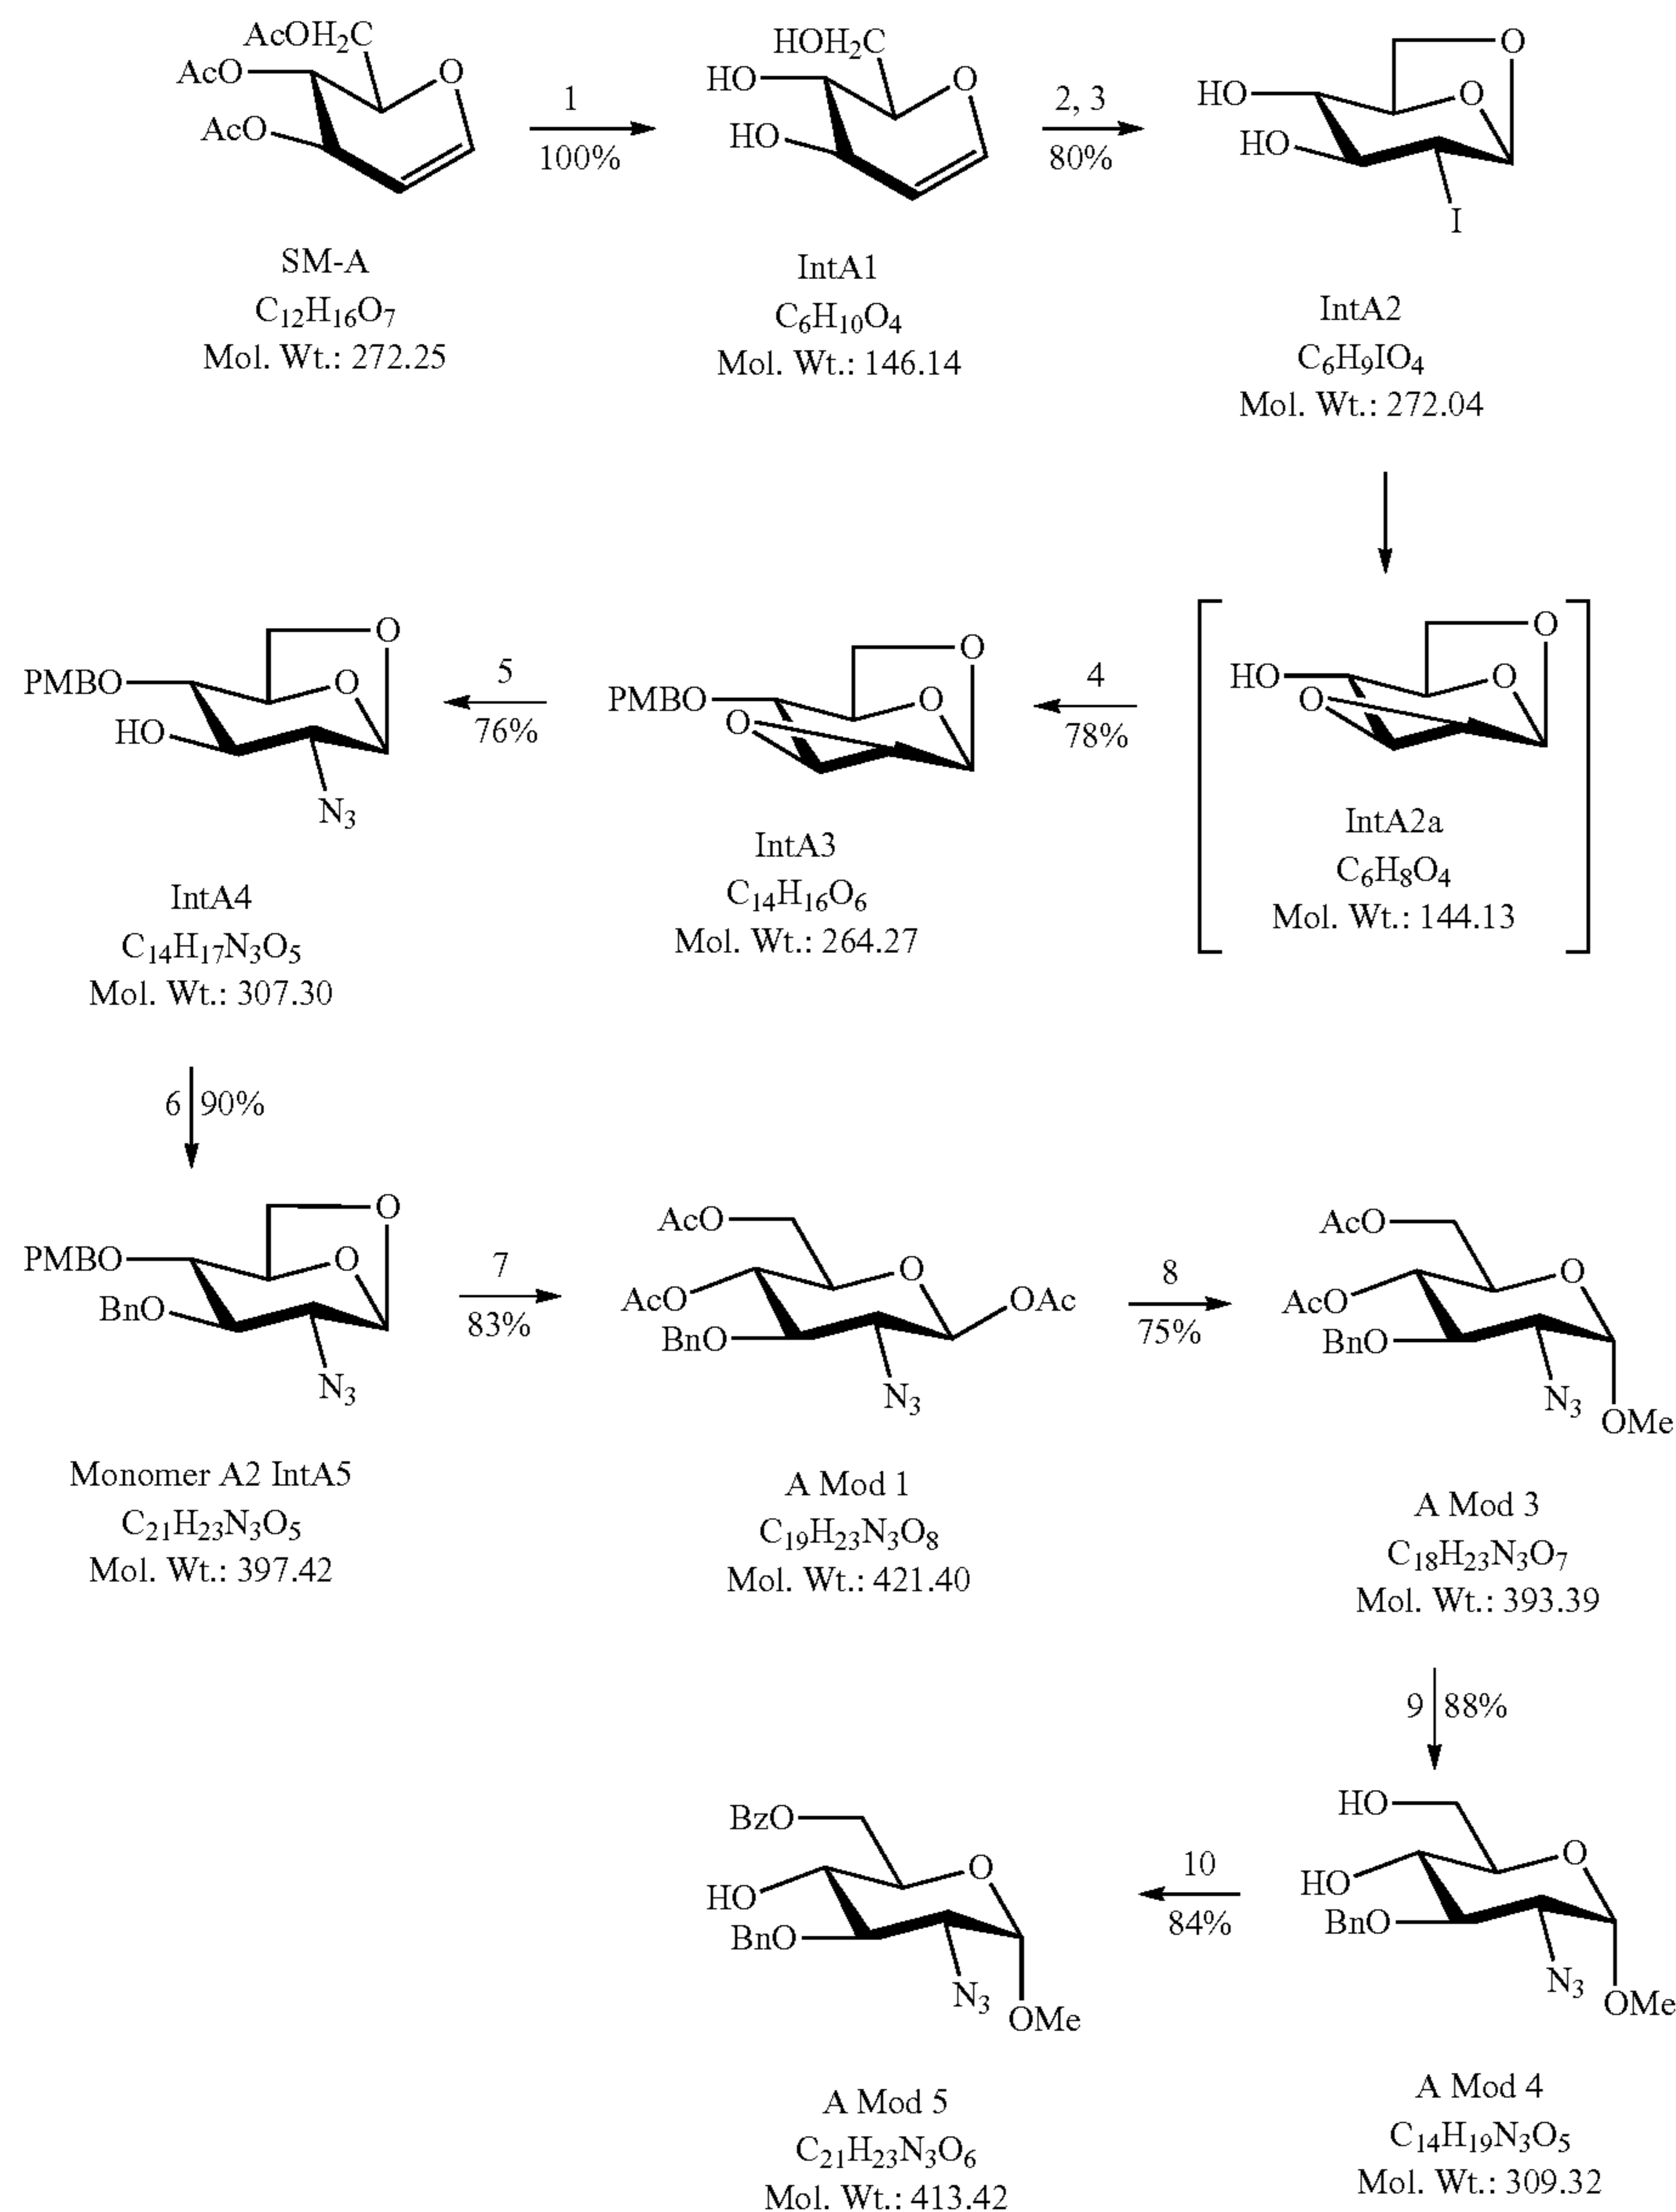 AcOH₂C
AcO
O
AcO
SM-A
C₁₂H₁₆O₇
Mol. Wt.: 272.25
1
100%
HOH₂C
HO
O
HO
IntA1
C₆H₁₀O₄
Mol. Wt.: 146.14
2, 3
80%
O
HO
O
HO
I
IntA2
C₆H₉IO₄
Mol. Wt.: 272.04
O
HO
O
O
IntA2a
C₆H₈O₄
Mol. Wt.: 144.13
4
78%
O
PMBO
O
O
IntA3
C₁₄H₁₆O₆
Mol. Wt.: 264.27
5
76%
O
PMBO
O
HO
N₃
IntA4
C₁₄H₁₇N₃O₅
Mol. Wt.: 307.30
6
90%
O
PMBO
O
BnO
N₃
Monomer A2 IntA5
C₂₁H₂₃N₃O₅
Mol. Wt.: 397.42
7
83%
AcO
O
AcO
OAc
BnO
N₃
A Mod 1
C₁₉H₂₃N₃O₈
Mol. Wt.: 421.40
8
75%
AcO
O
AcO
BnO
N₃
OMe
A Mod 3
C₁₈H₂₃N₃O₇
Mol. Wt.: 393.39
9
88%
HO
O
HO
BnO
N₃
OMe
A Mod 4
C₁₄H₁₉N₃O₅
Mol. Wt.: 309.32
10
84%
BzO
O
HO
BnO
N₃
OMe
A Mod 5
C₂₁H₂₃N₃O₆
Mol. Wt.: 413.42